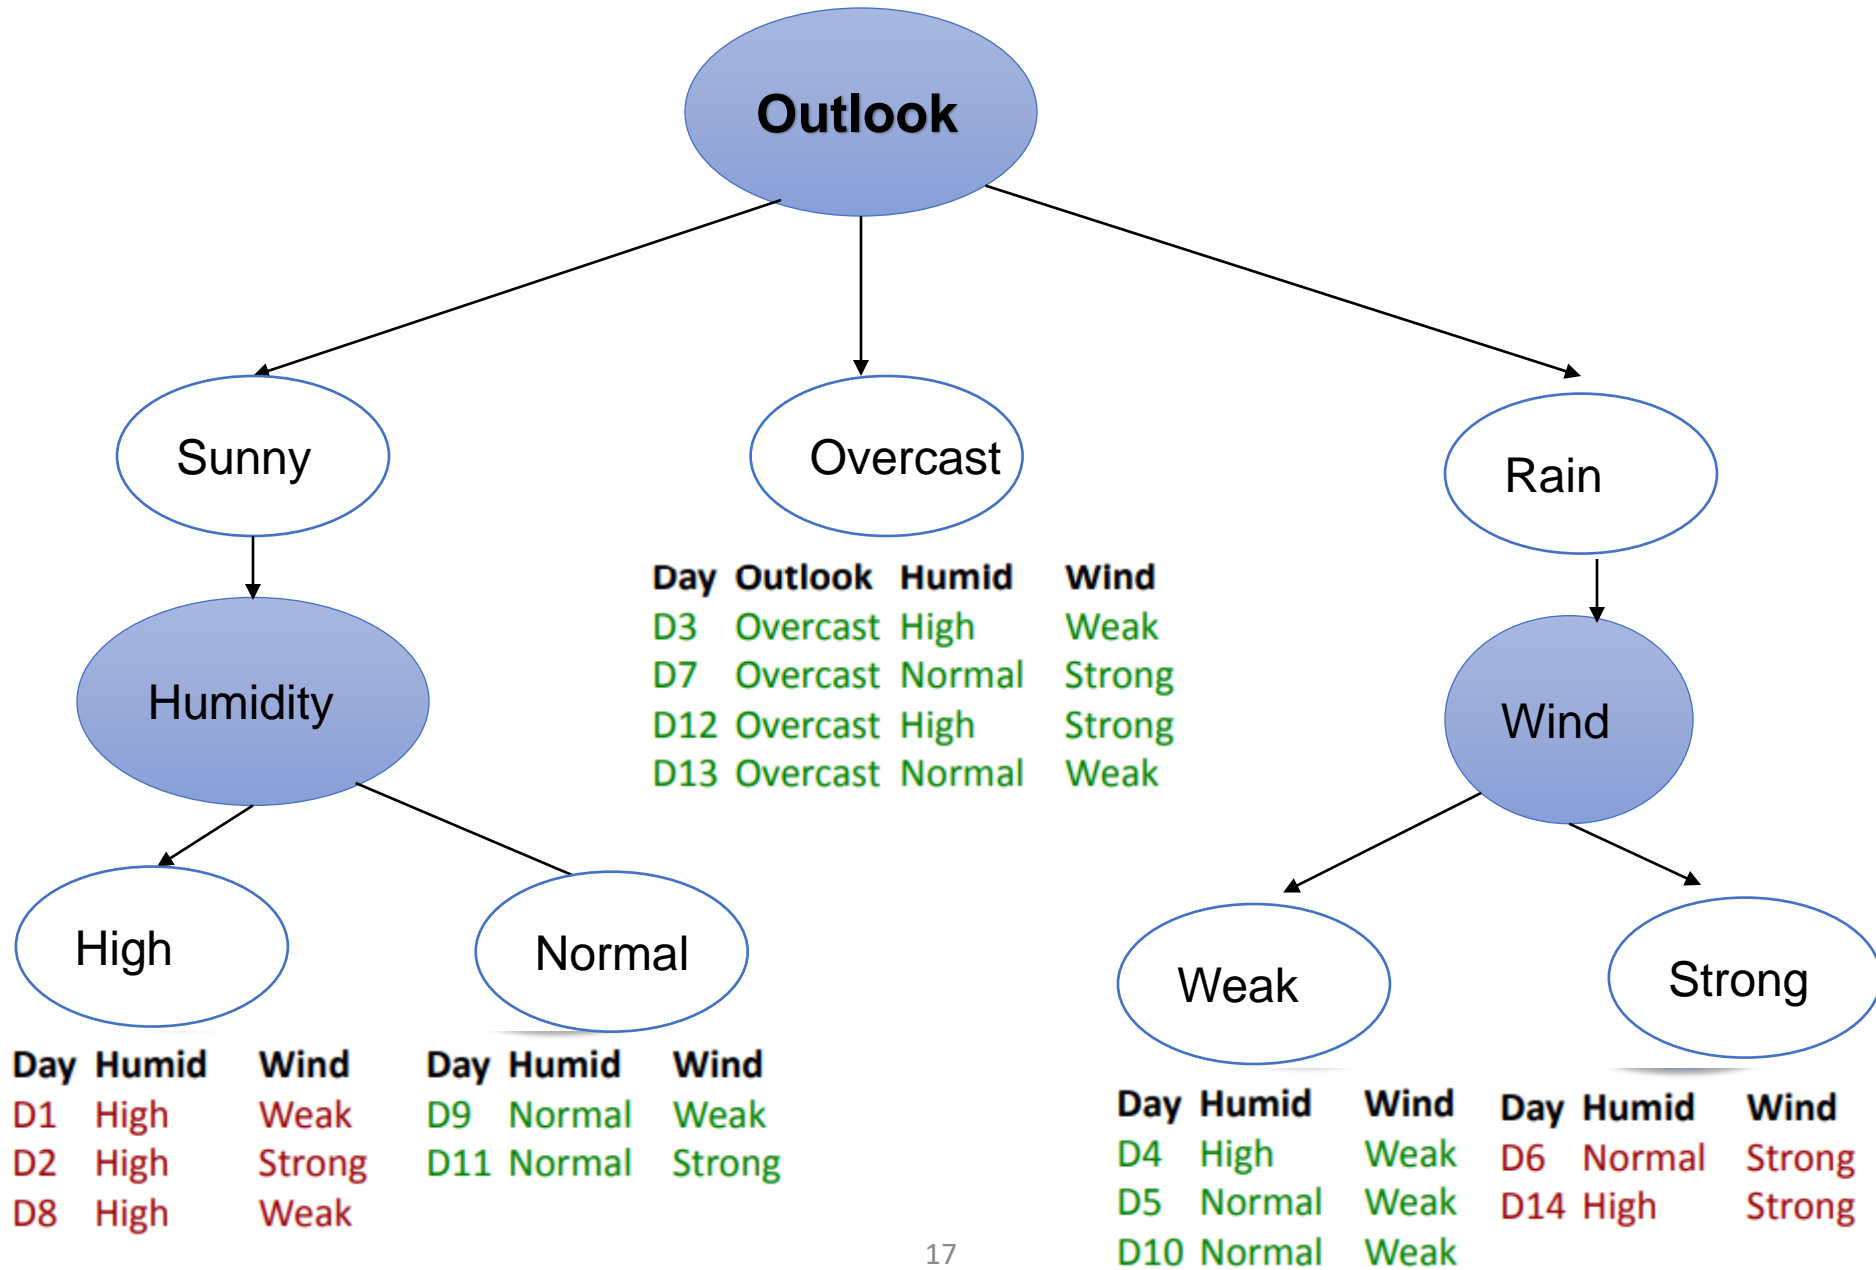 Outlook
Sunny
Overcast
Rain
Day Outlook Humid Wind
D3 Overcast High Weak
D7 Overcast Normal Strong
D12 Overcast High Strong
D13 Overcast Normal Weak
Humidity
Wind
High
Normal
Weak
Strong
Day Humid Wind
D1 High Weak
D2 High Strong
D8 High Weak
Day Humid Wind
D9 Normal Weak
D11 Normal Strong
Day Humid Wind
D4 High Weak
D5 Normal Weak
D10 Normal Weak
Day Humid Wind
D6 Normal Strong
D14 High Strong
17